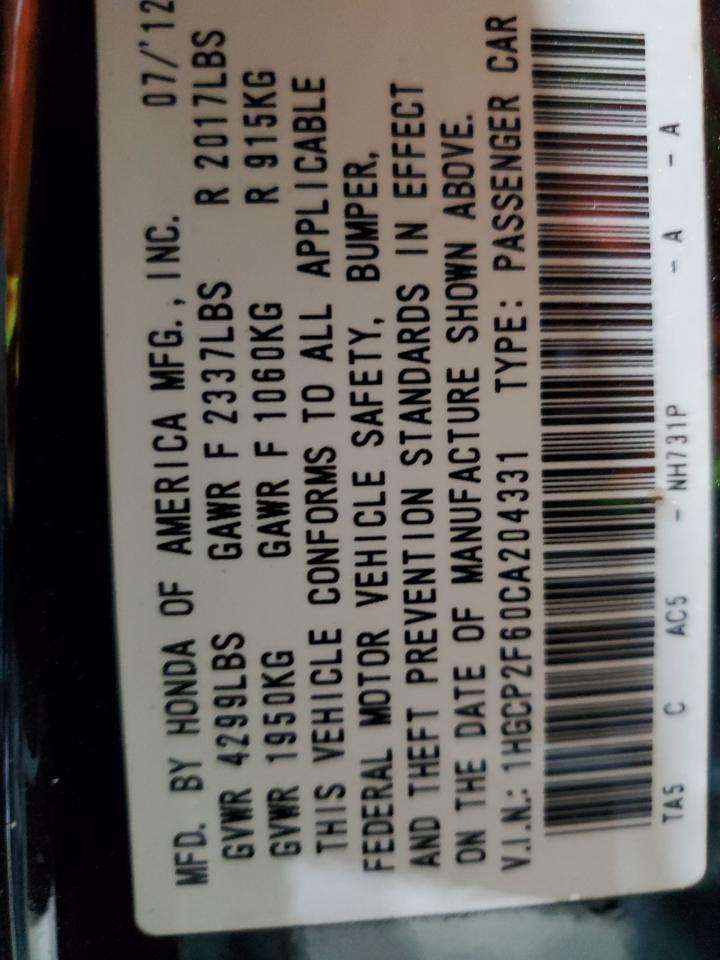 MFD. BY HONDA OF AMERICA MFG., INC. 07/'12
GVWR 4299LBS GAWR F 2337LBS R 2017LBS
GVWR 1950KG GAWR F 1060KG R 915KG
THIS VEHICLE CONFORMS TO ALL APPLICABLE
FEDERAL MOTOR VEHICLE SAFETY, BUMPER,
AND THEFT PREVENTION STANDARDS IN EFFECT
ON THE DATE OF MANUFACTURE SHOWN ABOVE.
V.I.N.: 1HGCP2F60CA204331 TYPE: PASSENGER CAR
TA5 C AC5 - NH731P - A - A